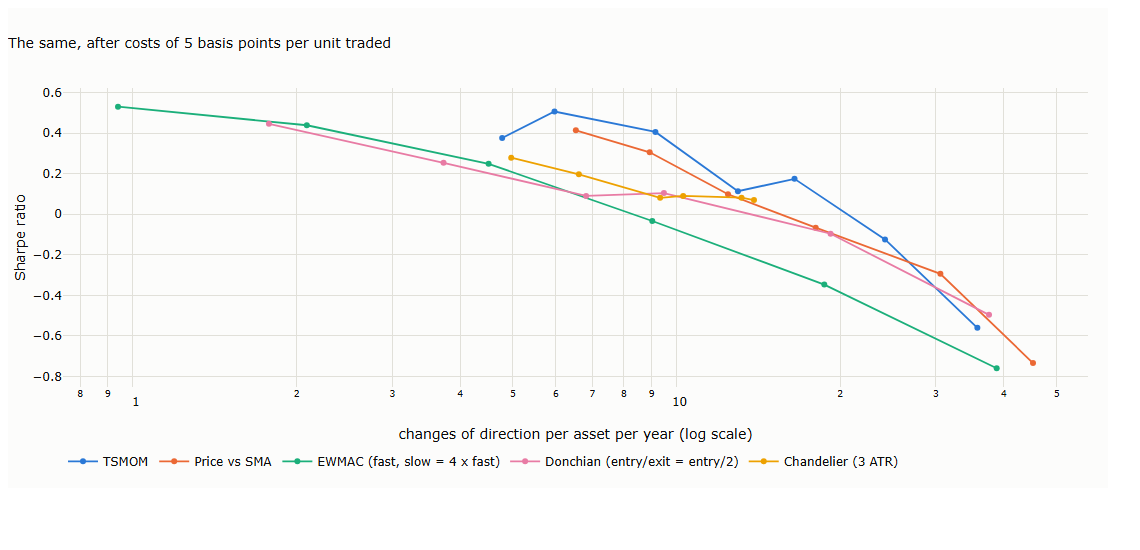 The same, after costs of 5 basis points per unit traded
0.6
0.4
0.2
0
−0.2
−0.4
−0.6
−0.8
Sharpe ratio
8 9 1 2 3 4 5 6 7 8 9 10 2 3 4 5
changes of direction per asset per year (log scale)
TSMOM Price vs SMA EWMAC (fast, slow = 4 x fast) Donchian (entry/exit = entry/2) Chandelier (3 ATR)